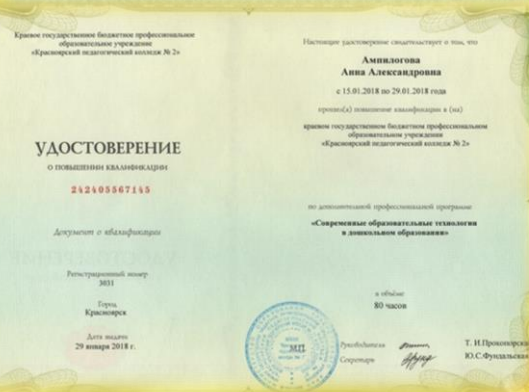 Краевое государственное бюджетное профессиональное
образовательное учреждение
«Красноярский педагогический колледж № 2»
УДОСТОВЕРЕНИЕ
О ПОВЫШЕНИИ КВАЛИФИКАЦИИ
242405567145
Документ о квалификации
Регистрационный номер
3031
Город
Красноярск
Дата выдачи
29 января 2018 г.
Настоящее удостоверение свидетельствует о том, что
Ампилогова
Анна Александровна
с 15.01.2018 по 29.01.2018 года
прошел(а) повышение квалификации в (на)
краевом государственном бюджетном профессиональном
образовательном учреждении
«Красноярский педагогический колледж № 2»
по дополнительной профессиональной программе
«Современные образовательные технологии
в дошкольном образовании»
в объёме
80 часов
М.П.
Руководитель
Т. И.Прокопорская
Секретарь
Ю.С.Фундальева